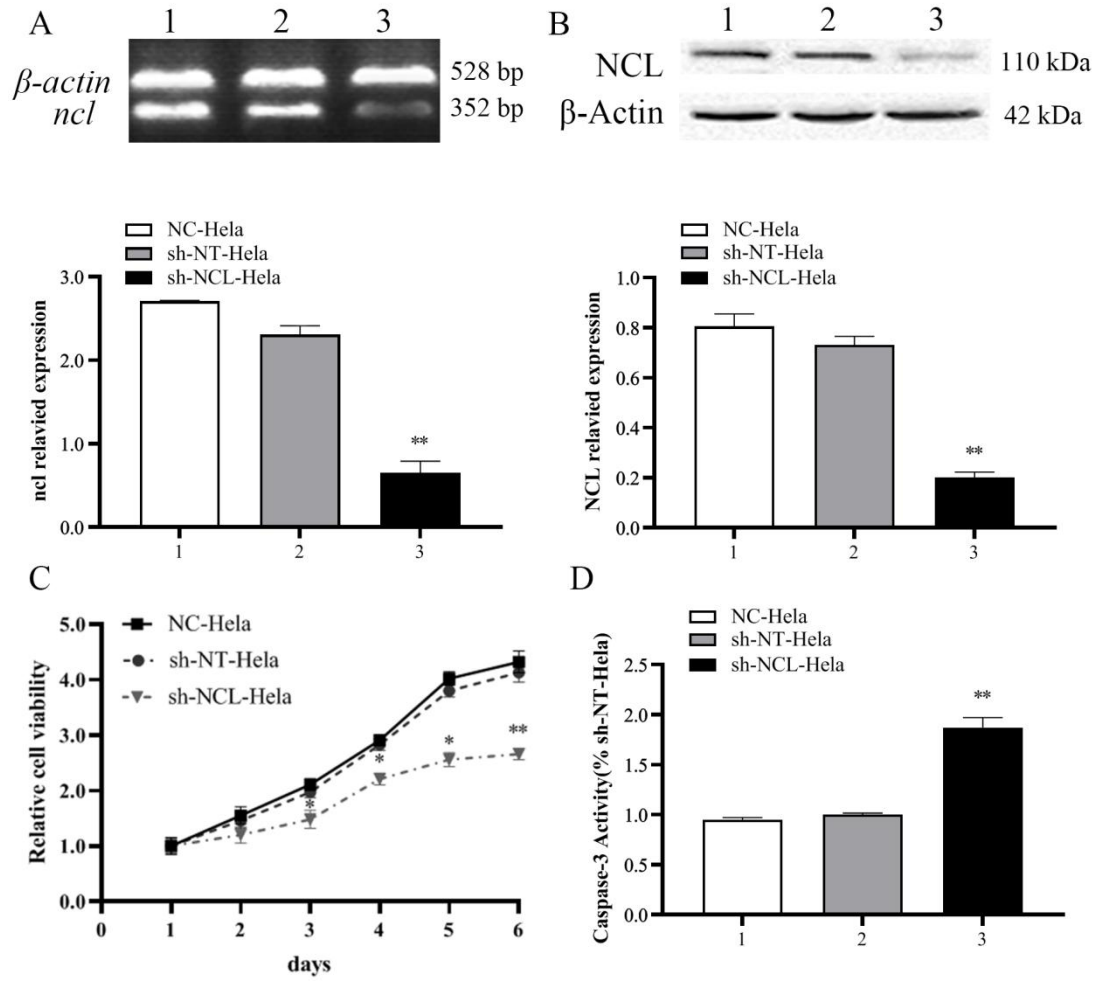 A
1 2 3
β-actin
528 bp
ncl
352 bp
B
1 2 3
NCL
110 kDa
β-Actin
42 kDa
NC-Hela
sh-NT-Hela
sh-NCL-Hela
ncl relavied expression
3.0
2.0
1.0
0.0
**
1 2 3
NC-Hela
sh-NT-Hela
sh-NCL-Hela
NCL relavied expression
1.0
0.8
0.6
0.4
0.2
0.0
**
1 2 3
C
NC-Hela
sh-NT-Hela
sh-NCL-Hela
Relative cell viability
5.0
4.0
3.0
2.0
1.0
0.0
* * * **
0 1 2 3 4 5 6
days
D
NC-Hela
sh-NT-Hela
sh-NCL-Hela
Caspase-3 Activity(% sh-NT-Hela)
2.5
2.0
1.5
1.0
0.5
0.0
**
1 2 3